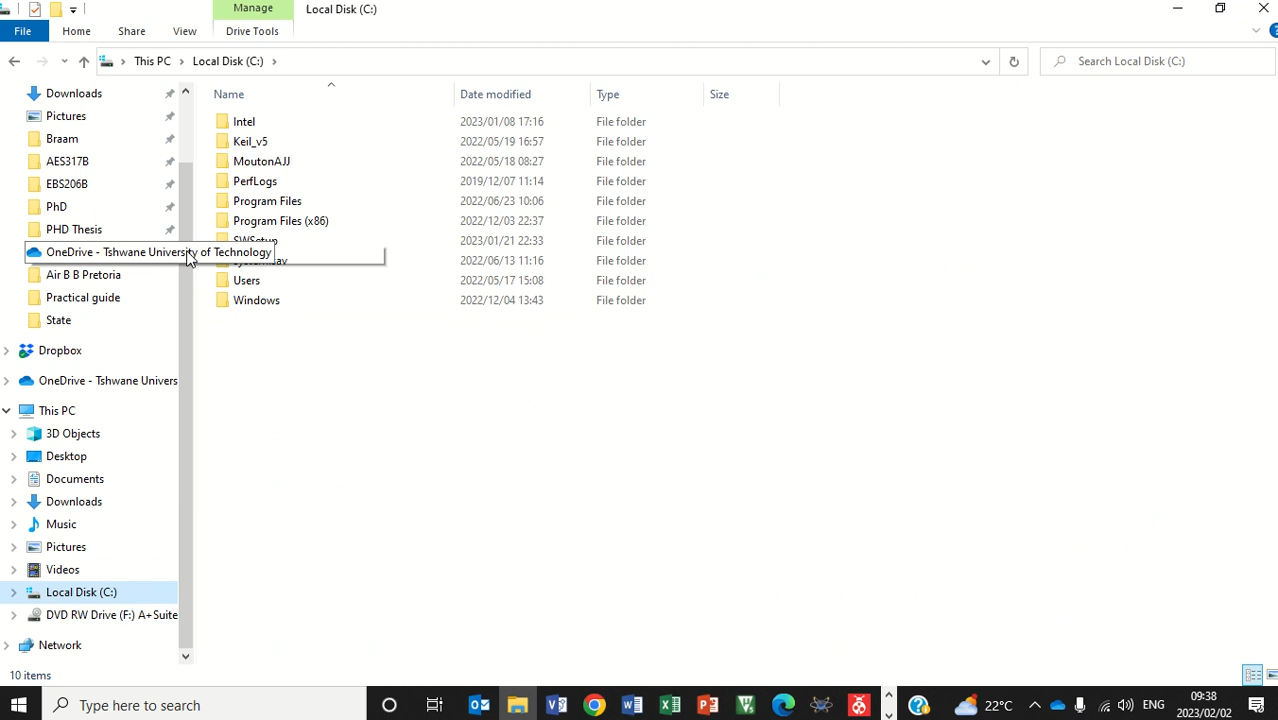 Manage
Local Disk (C:)
File
Home
Share
View
Drive Tools
This PC
Local Disk (C:)
Search Local Disk (C:)
Name
Date modified
Type
Size
Downloads
Pictures
Braam
AES317B
EBS206B
PhD
PHD Thesis
OneDrive - Tshwane University of Technology
Air B B Pretoria
Practical guide
State
Dropbox
OneDrive - Tshwane Univers
This PC
3D Objects
Desktop
Documents
Downloads
Music
Pictures
Videos
Local Disk (C:)
DVD RW Drive (F:) A+Suite
Network
Intel 2023/01/08 17:16 File folder
Keil_v5 2022/05/19 16:57 File folder
MoutonAJJ 2022/05/18 08:27 File folder
PerfLogs 2019/12/07 11:14 File folder
Program Files 2022/06/23 10:06 File folder
Program Files (x86) 2022/12/03 22:37 File folder
SWSetup 2023/01/21 22:33 File folder
2022/06/13 11:16 File folder
Users 2022/05/17 15:08 File folder
Windows 2022/12/04 13:43 File folder
10 items
Type here to search
22°C
ENG
09:38
2023/02/02